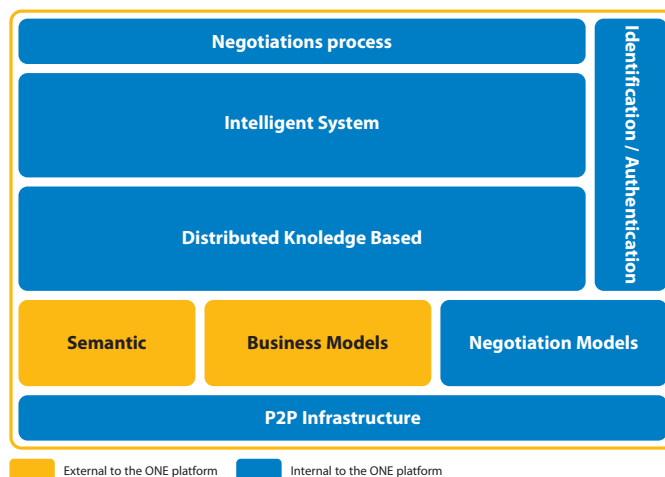 Negotiations process
Identification / Authentication
Intelligent System
Distributed Knoledge Based
Semantic
Business Models
Negotiation Models
P2P Infrastructure
External to the ONE platform
Internal to the ONE platform